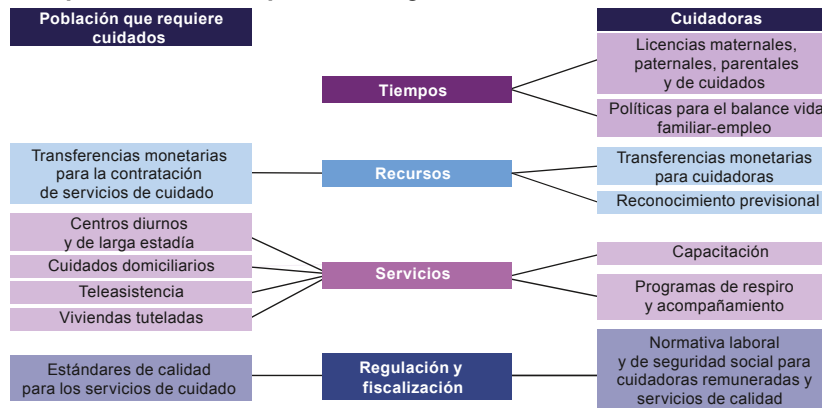 Población que requiere
cuidados
Cuidadoras
Tiempos
Licencias maternales,
paternales, parentales
y de cuidados
Políticas para el balance vida
familiar-empleo
Transferencias monetarias
para la contratación
de servicios de cuidado
Recursos
Transferencias monetarias
para cuidadoras
Reconocimiento previsional
Centros diurnos
y de larga estadía
Cuidados domiciliarios
Teleasistencia
Viviendas tuteladas
Servicios
Capacitación
Programas de respiro
y acompañamiento
Estándares de calidad
para los servicios de cuidado
Regulación y
fiscalización
Normativa laboral
y de seguridad social para
cuidadoras remuneradas y
servicios de calidad